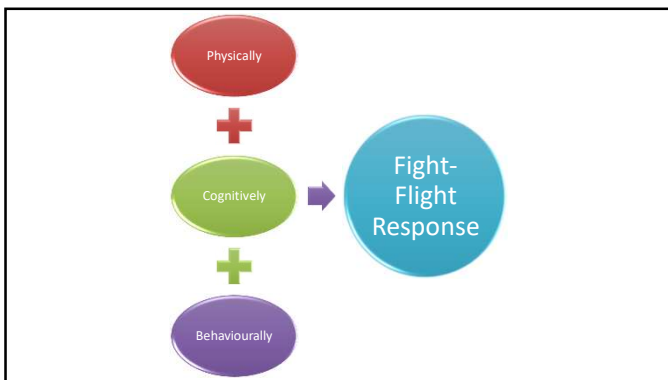 Physically
Cognitively
Behaviourally
Fight-
Flight
Response